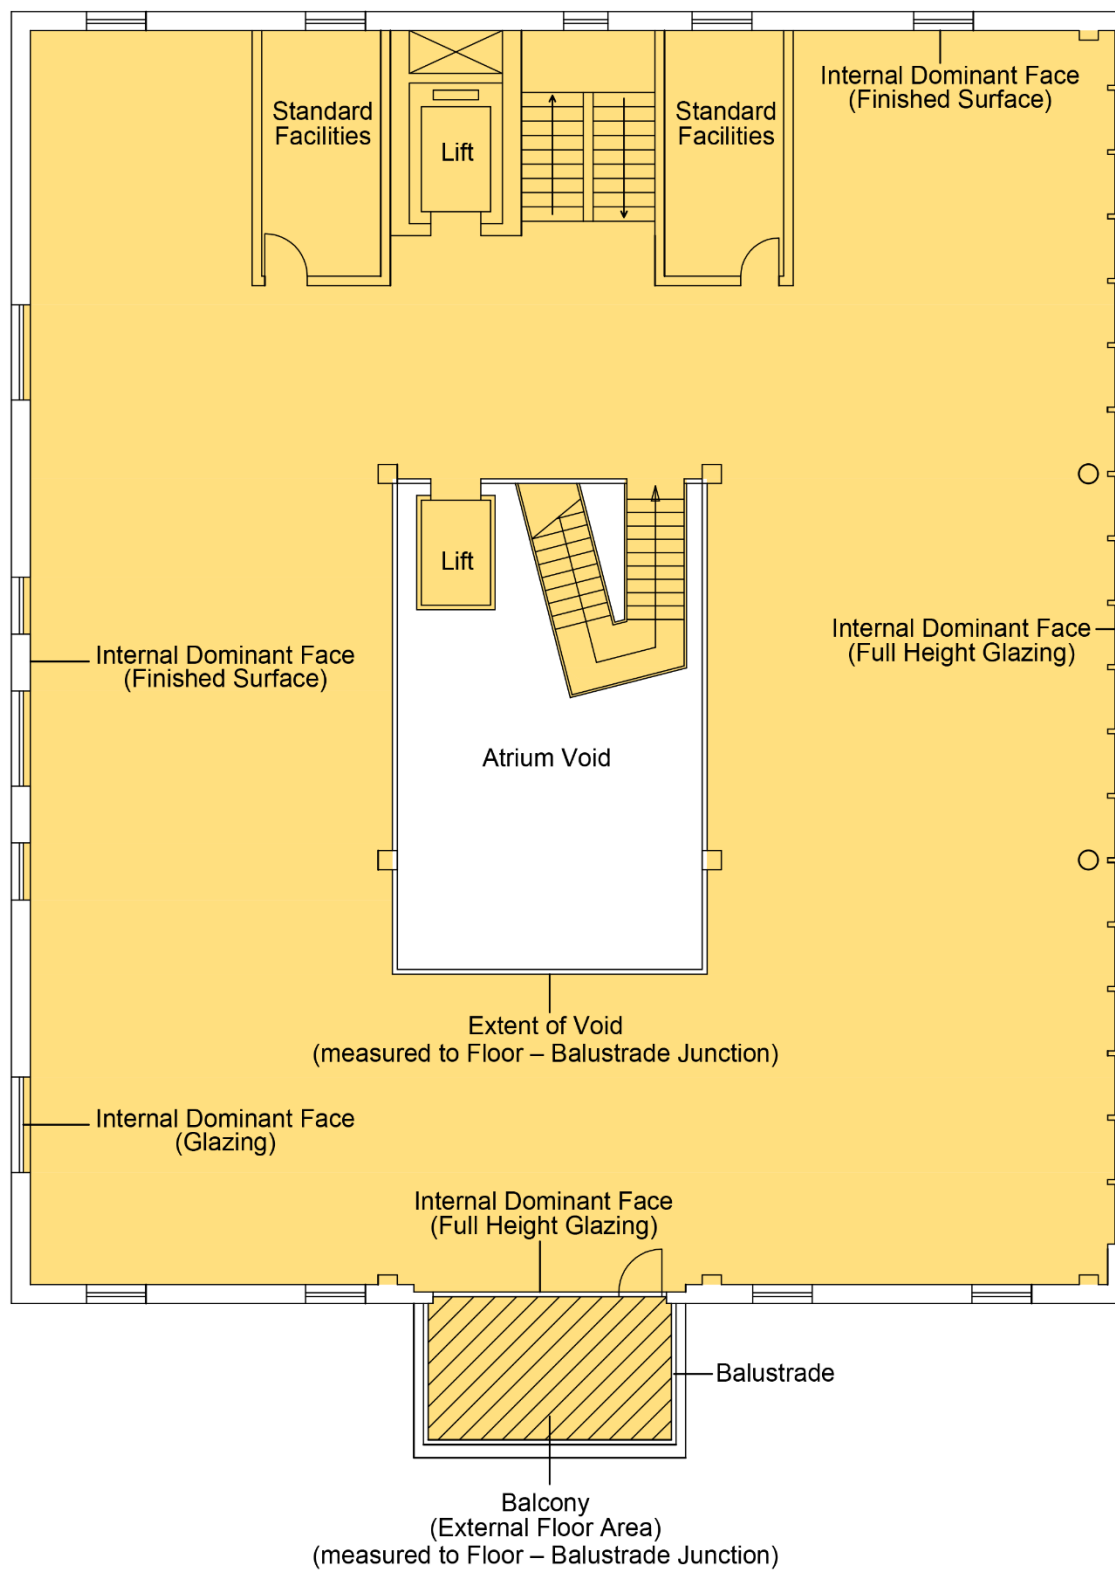 Internal Dominant Face
(Finished Surface)
Standard
Facilities
Lift
Standard
Facilities
Lift
Internal Dominant Face
(Full Height Glazing)
Internal Dominant Face
(Finished Surface)
Atrium Void
Extent of Void
(measured to Floor – Balustrade Junction)
Internal Dominant Face
(Glazing)
Internal Dominant Face
(Full Height Glazing)
Balustrade
Balcony
(External Floor Area)
(measured to Floor – Balustrade Junction)